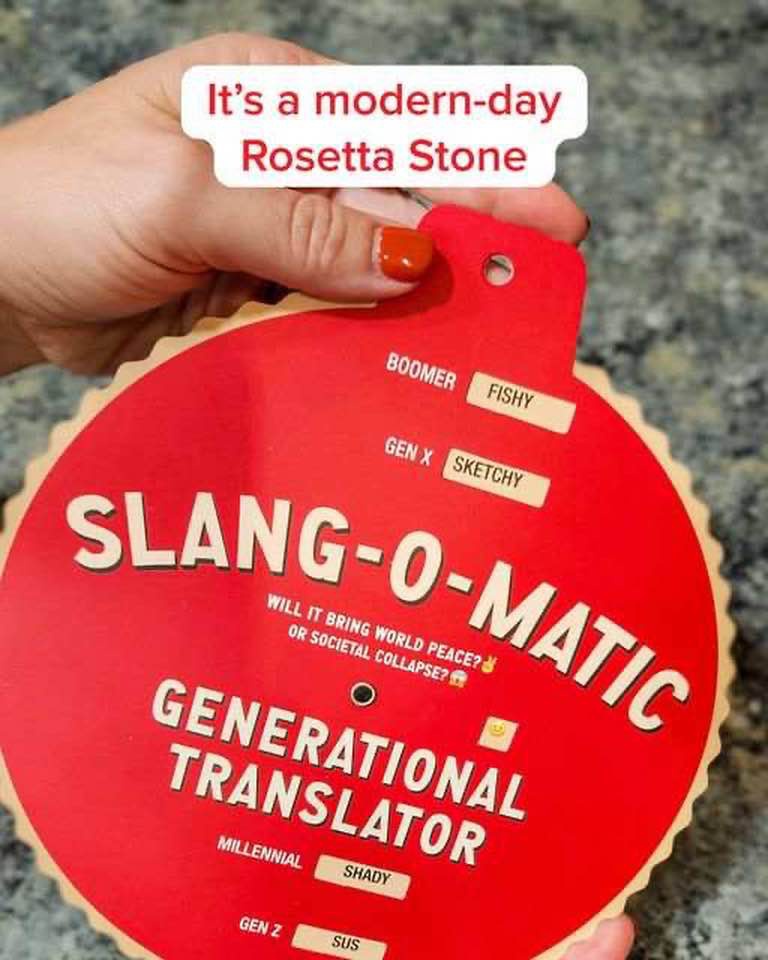 It's a modern-day
Rosetta Stone
BOOMER FISHY
GEN X SKETCHY
SLANG-O-MATIC
WILL IT BRING WORLD PEACE?✌️
OR SOCIETAL COLLAPSE?😱
GENERATIONAL
TRANSLATOR
MILLENNIAL SHADY
GEN Z SUS